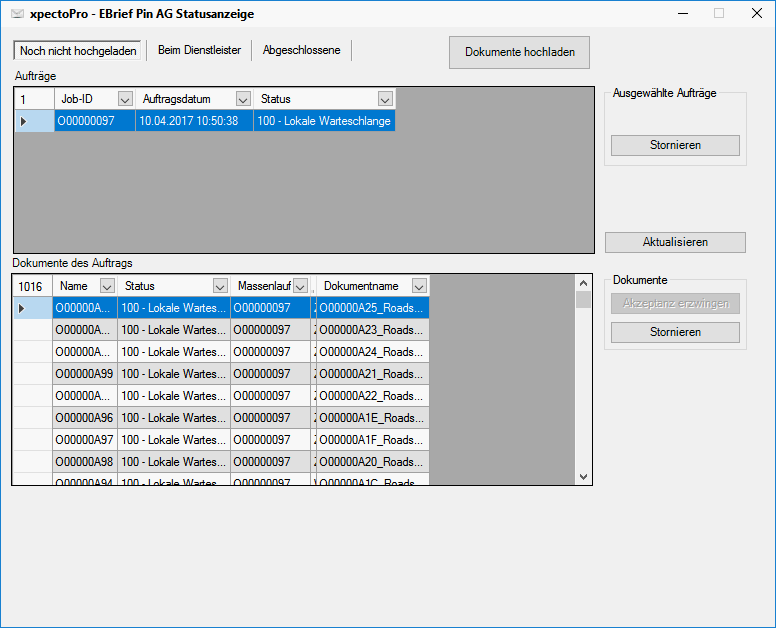 xpectoPro - EBrief Pin AG Statusanzeige
Noch nicht hochgeladen Beim Dienstleister Abgeschlossene Dokumente hochladen
Aufträge
1 Job-ID Auftragsdatum Status
O00000097 10.04.2017 10:50:38 100 - Lokale Warteschlange
Ausgewählte Aufträge
Stornieren
Aktualisieren
Dokumente des Auftrags
1016 Name Status Massenlauf Dokumentname
O00000A... 100 - Lokale Wartes... O00000097 O00000A25_Roads...
O00000A... 100 - Lokale Wartes... O00000097 O00000A23_Roads...
O00000A... 100 - Lokale Wartes... O00000097 O00000A24_Roads...
O00000A99 100 - Lokale Wartes... O00000097 O00000A21_Roads...
O00000A... 100 - Lokale Wartes... O00000097 O00000A22_Roads...
O00000A96 100 - Lokale Wartes... O00000097 O00000A1E_Roads...
O00000A97 100 - Lokale Wartes... O00000097 O00000A1F_Roads...
O00000A98 100 - Lokale Wartes... O00000097 O00000A20_Roads...
O00000A94 100 - Lokale Wartes... O00000097 O00000A1C_Roads...
Dokumente
Akzeptanz erzwingen
Stornieren